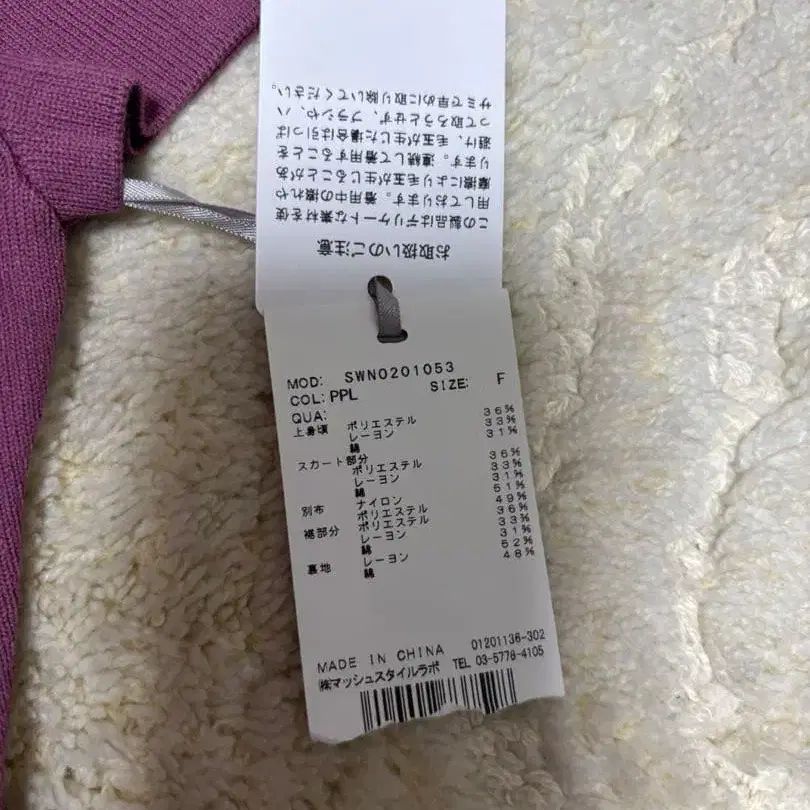 お取扱いのご注意
この製品はデリケートな素材を使
用しております。着用中の擦れや
摩擦により毛玉が生じることがあ
ります。連続して着用することを
避け、毛玉が生じた場合は引っぱ
って取ろうとせず、ブラシや、ハ
サミで早めに取り除いてください。
MOD: SWNO201053
COL: PPL SIZE: F
QUA:
上身頃 ポリエステル 36%
レーヨン 33%
綿 31%
スカート部分
ポリエステル 36%
レーヨン 33%
綿 31%
別布 ナイロン 51%
ポリエステル 49%
裾部分 ポリエステル 36%
レーヨン 33%
綿 31%
裏地 レーヨン 52%
綿 48%
MADE IN CHINA 01201136-302
㈱マッシュスタイルラボ TEL 03-5778-4105